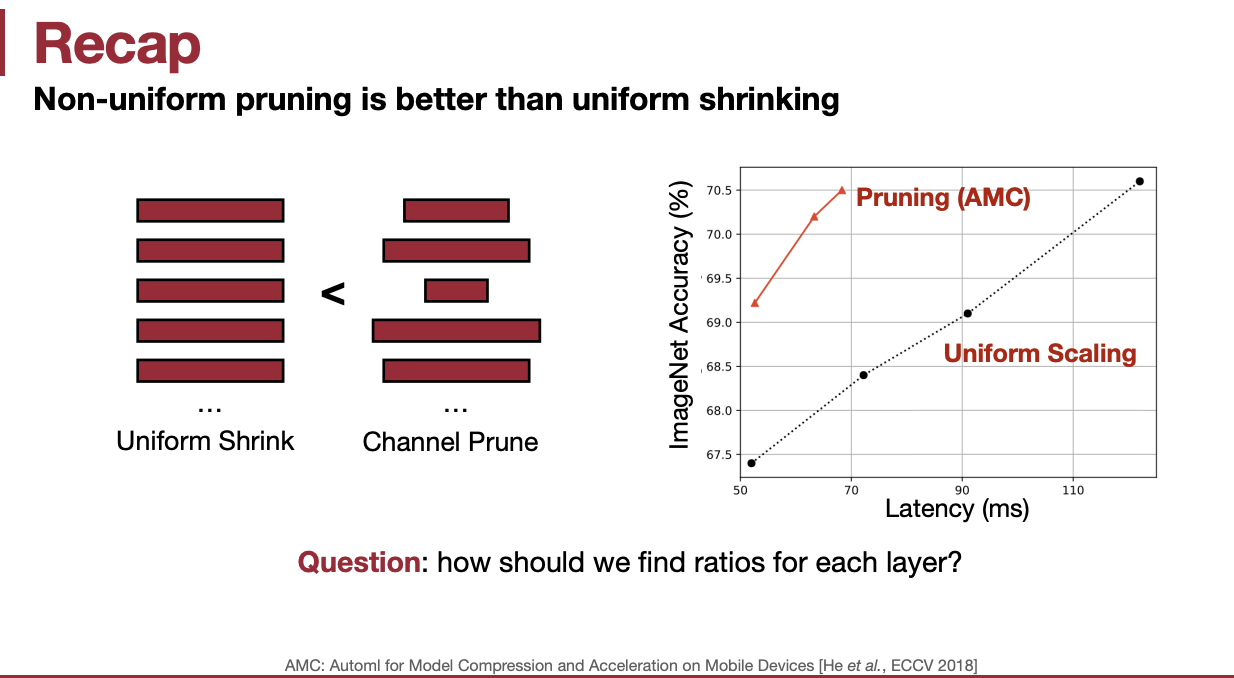 Recap
Non-uniform pruning is better than uniform shrinking
<
...
Uniform Shrink
...
Channel Prune
ImageNet Accuracy (%)
70.5
70.0
69.5
69.0
68.5
68.0
67.5
Pruning (AMC)
Uniform Scaling
50
70
90
110
Latency (ms)
Question: how should we find ratios for each layer?
AMC: Automl for Model Compression and Acceleration on Mobile Devices [He et al., ECCV 2018]